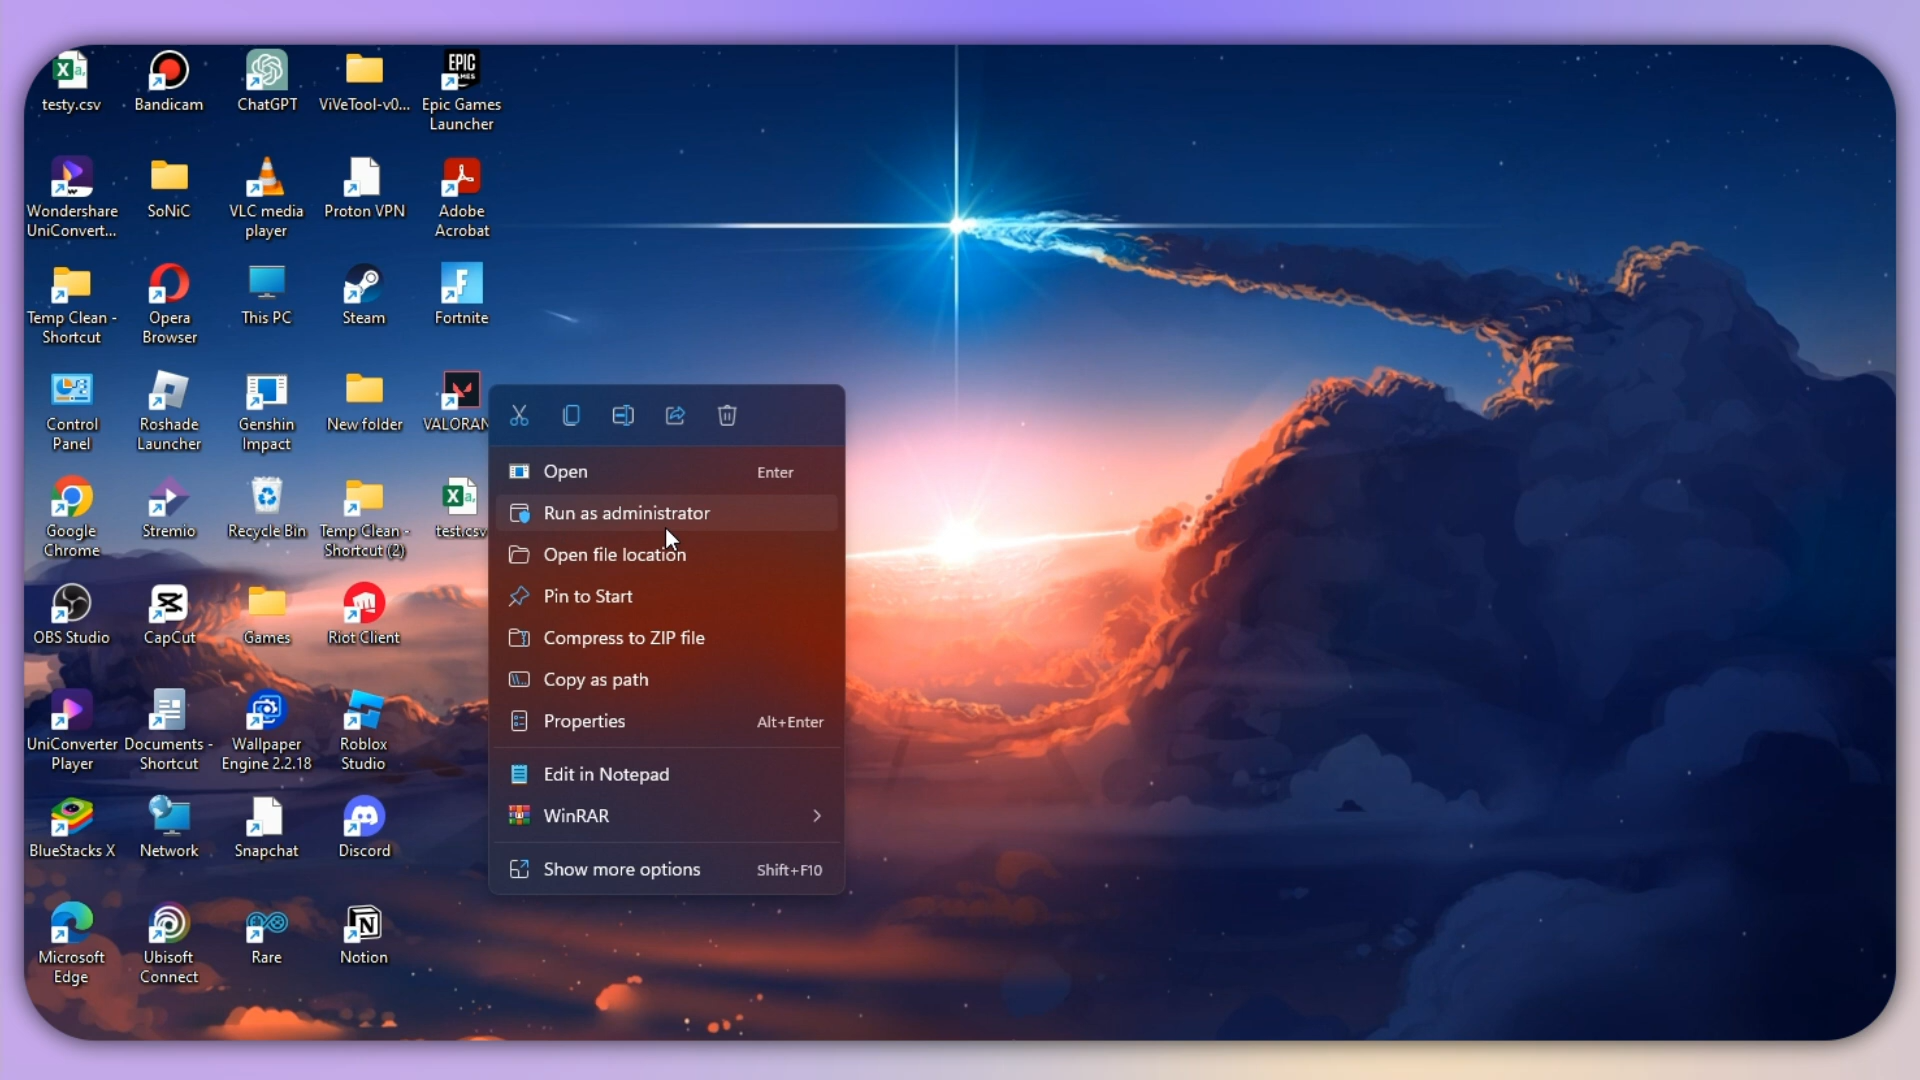 testy.csv
Bandicam
ChatGPT
ViVeTool-v0...
Epic Games
Launcher
Wondershare
UniConvert...
SoNiC
VLC media
player
Proton VPN
Adobe
Acrobat
Temp Clean -
Shortcut
Opera
Browser
This PC
Steam
Fortnite
Control
Panel
Roshade
Launcher
Genshin
Impact
New folder
VALORAN
Google
Chrome
Stremio
Recycle Bin
Temp Clean -
Shortcut (2)
test.csv
OBS Studio
CapCut
Games
Riot Client
UniConverter
Player
Documents -
Shortcut
Wallpaper
Engine 2.2.18
Roblox
Studio
BlueStacks X
Network
Snapchat
Discord
Microsoft
Edge
Ubisoft
Connect
Rare
Notion
Open Enter
Run as administrator
Open file location
Pin to Start
Compress to ZIP file
Copy as path
Properties Alt+Enter
Edit in Notepad
WinRAR
Show more options Shift+F10